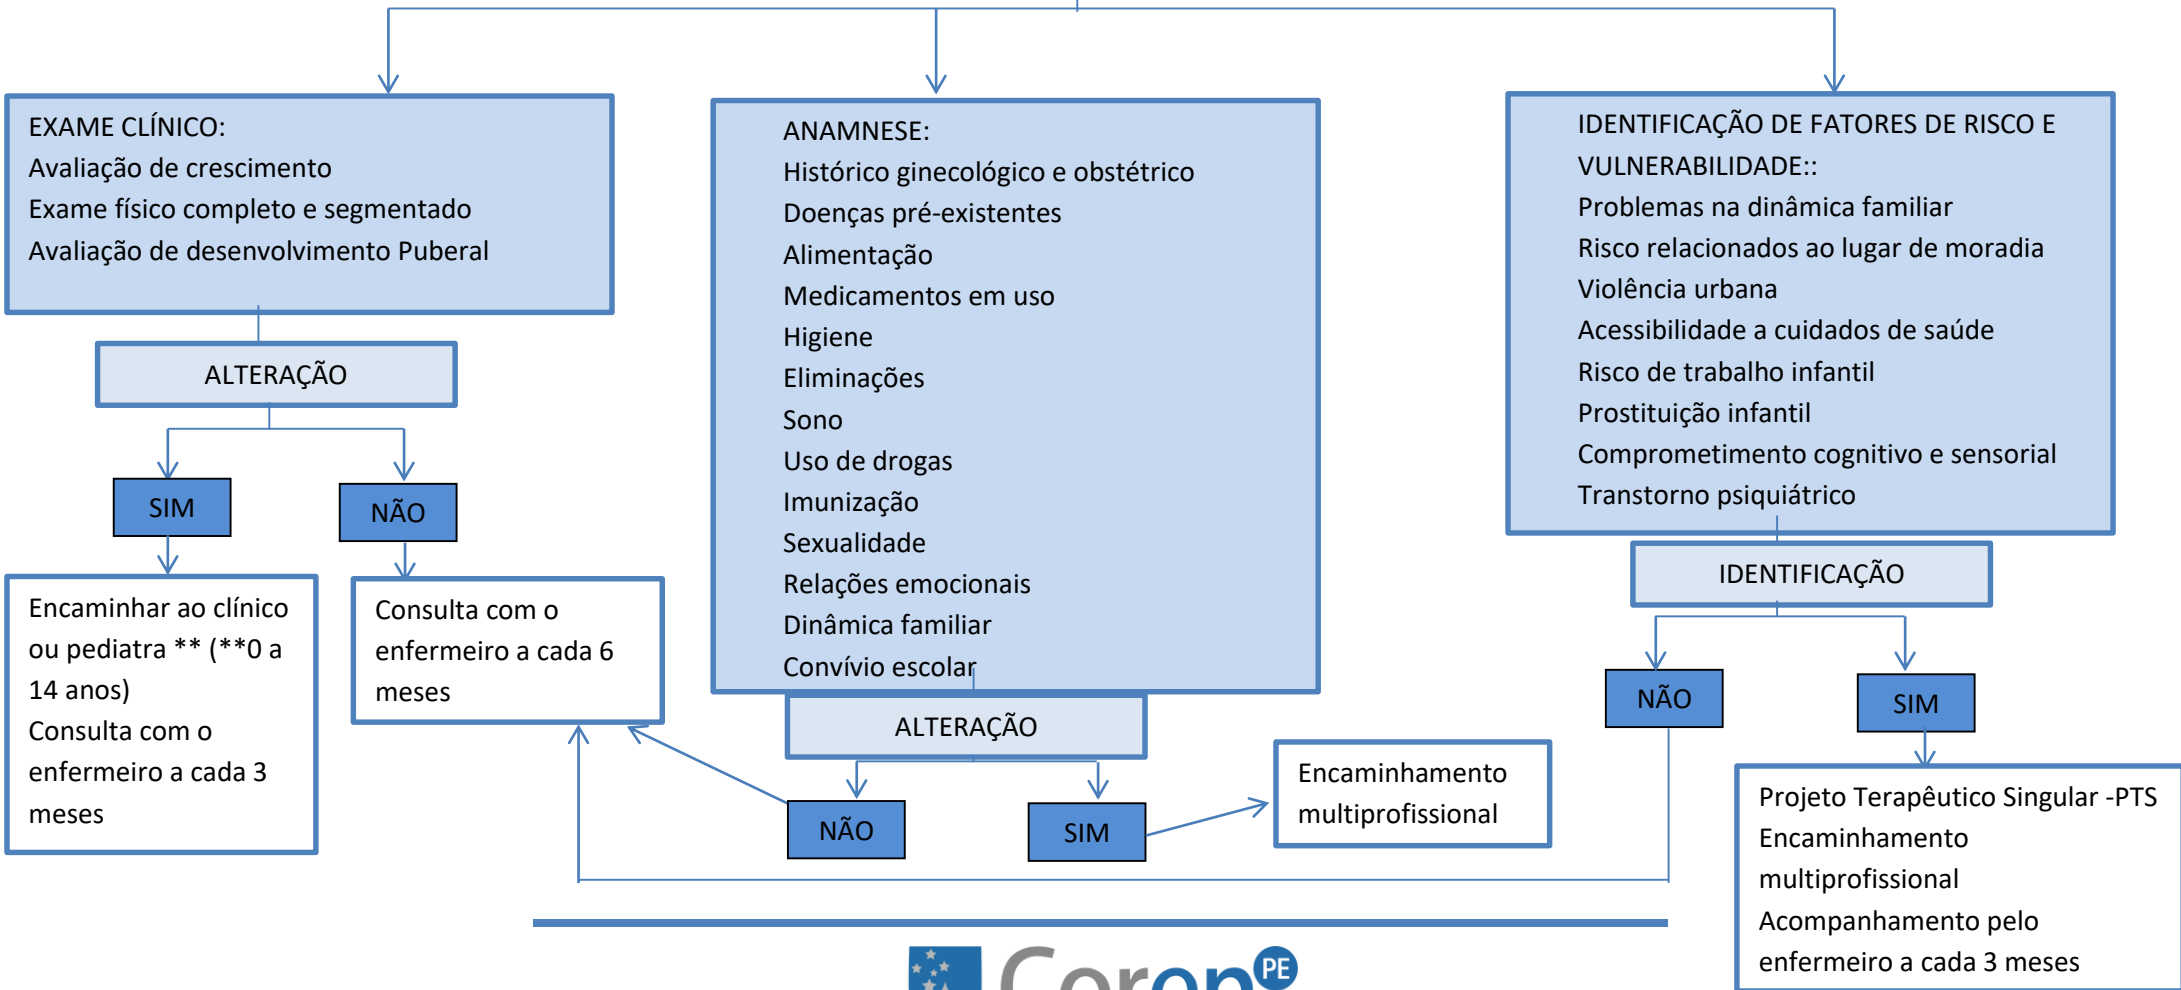 EXAME CLÍNICO:
Avaliação de crescimento
Exame físico completo e segmentado
Avaliação de desenvolvimento Puberal
ALTERAÇÃO
SIM
NÃO
Encaminhar ao clínico
ou pediatra ** (**0 a
14 anos)
Consulta com o
enfermeiro a cada 3
meses
Consulta com o
enfermeiro a cada 6
meses
ANAMNESE:
Histórico ginecológico e obstétrico
Doenças pré-existentes
Alimentação
Medicamentos em uso
Higiene
Eliminações
Sono
Uso de drogas
Imunização
Sexualidade
Relações emocionais
Dinâmica familiar
Convívio escolar
ALTERAÇÃO
NÃO
SIM
Encaminhamento
multiprofissional
IDENTIFICAÇÃO DE FATORES DE RISCO E
VULNERABILIDADE::
Problemas na dinâmica familiar
Risco relacionados ao lugar de moradia
Violência urbana
Acessibilidade a cuidados de saúde
Risco de trabalho infantil
Prostituição infantil
Comprometimento cognitivo e sensorial
Transtorno psiquiátrico
IDENTIFICAÇÃO
NÃO
SIM
Projeto Terapêutico Singular -PTS
Encaminhamento
multiprofissional
Acompanhamento pelo
enfermeiro a cada 3 meses
Coren PE